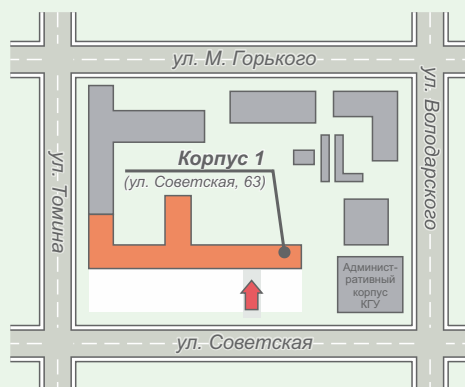 ул. М. Горького
ул. Володарского
Корпус 1
(ул. Советская, 63)
ул. Томина
Админист-
ративный
корпус
КГУ
ул. Советская